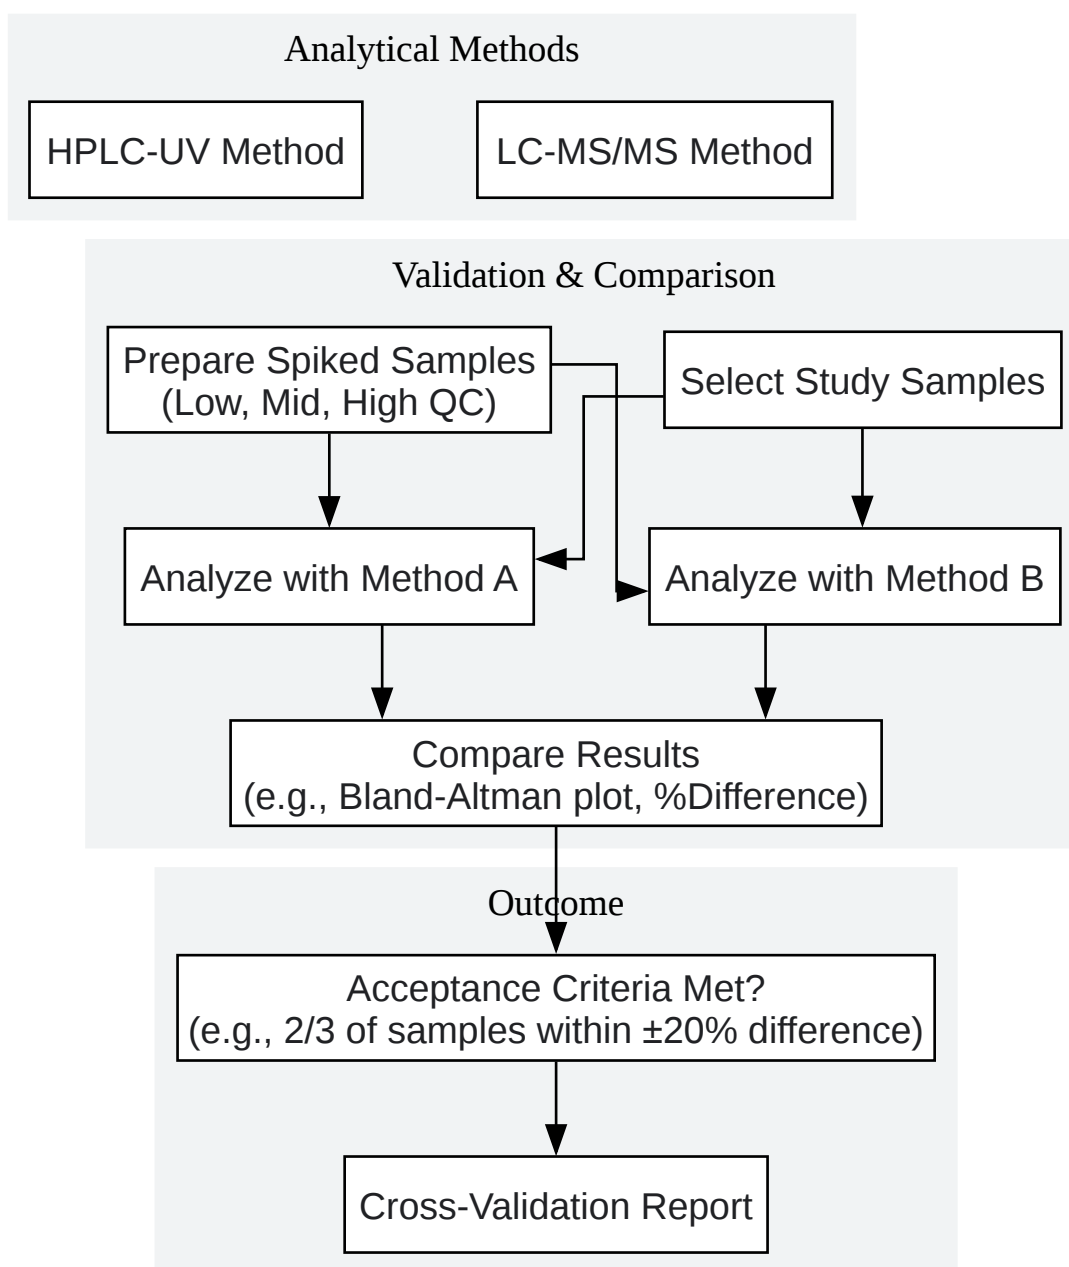 Analytical Methods
HPLC-UV Method
LC-MS/MS Method
Validation & Comparison
Prepare Spiked Samples
(Low, Mid, High QC)
Select Study Samples
Analyze with Method A
Analyze with Method B
Compare Results
(e.g., Bland-Altman plot, %Difference)
Outcome
Acceptance Criteria Met?
(e.g., 2/3 of samples within ±20% difference)
Cross-Validation Report